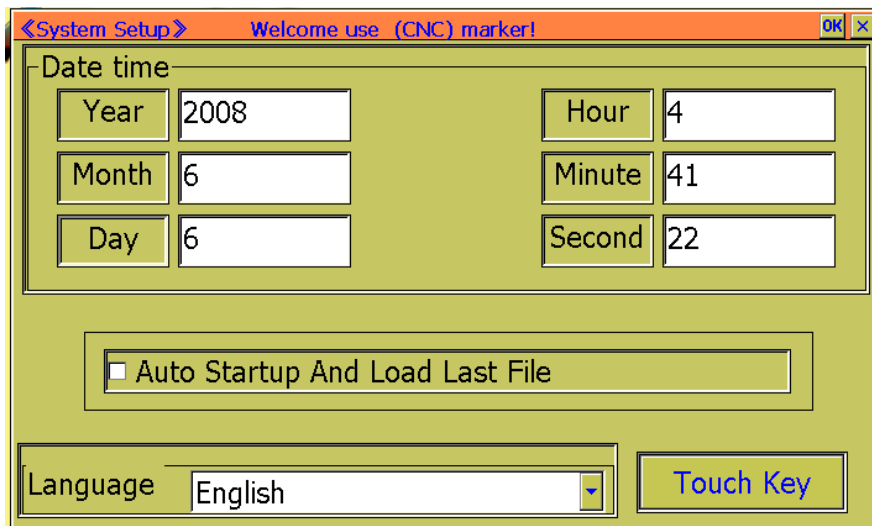 《System Setup》 Welcome use (CNC) marker! OK ×
Date time
Year 2008 Hour 4
Month 6 Minute 41
Day 6 Second 22
Auto Startup And Load Last File
Language English Touch Key